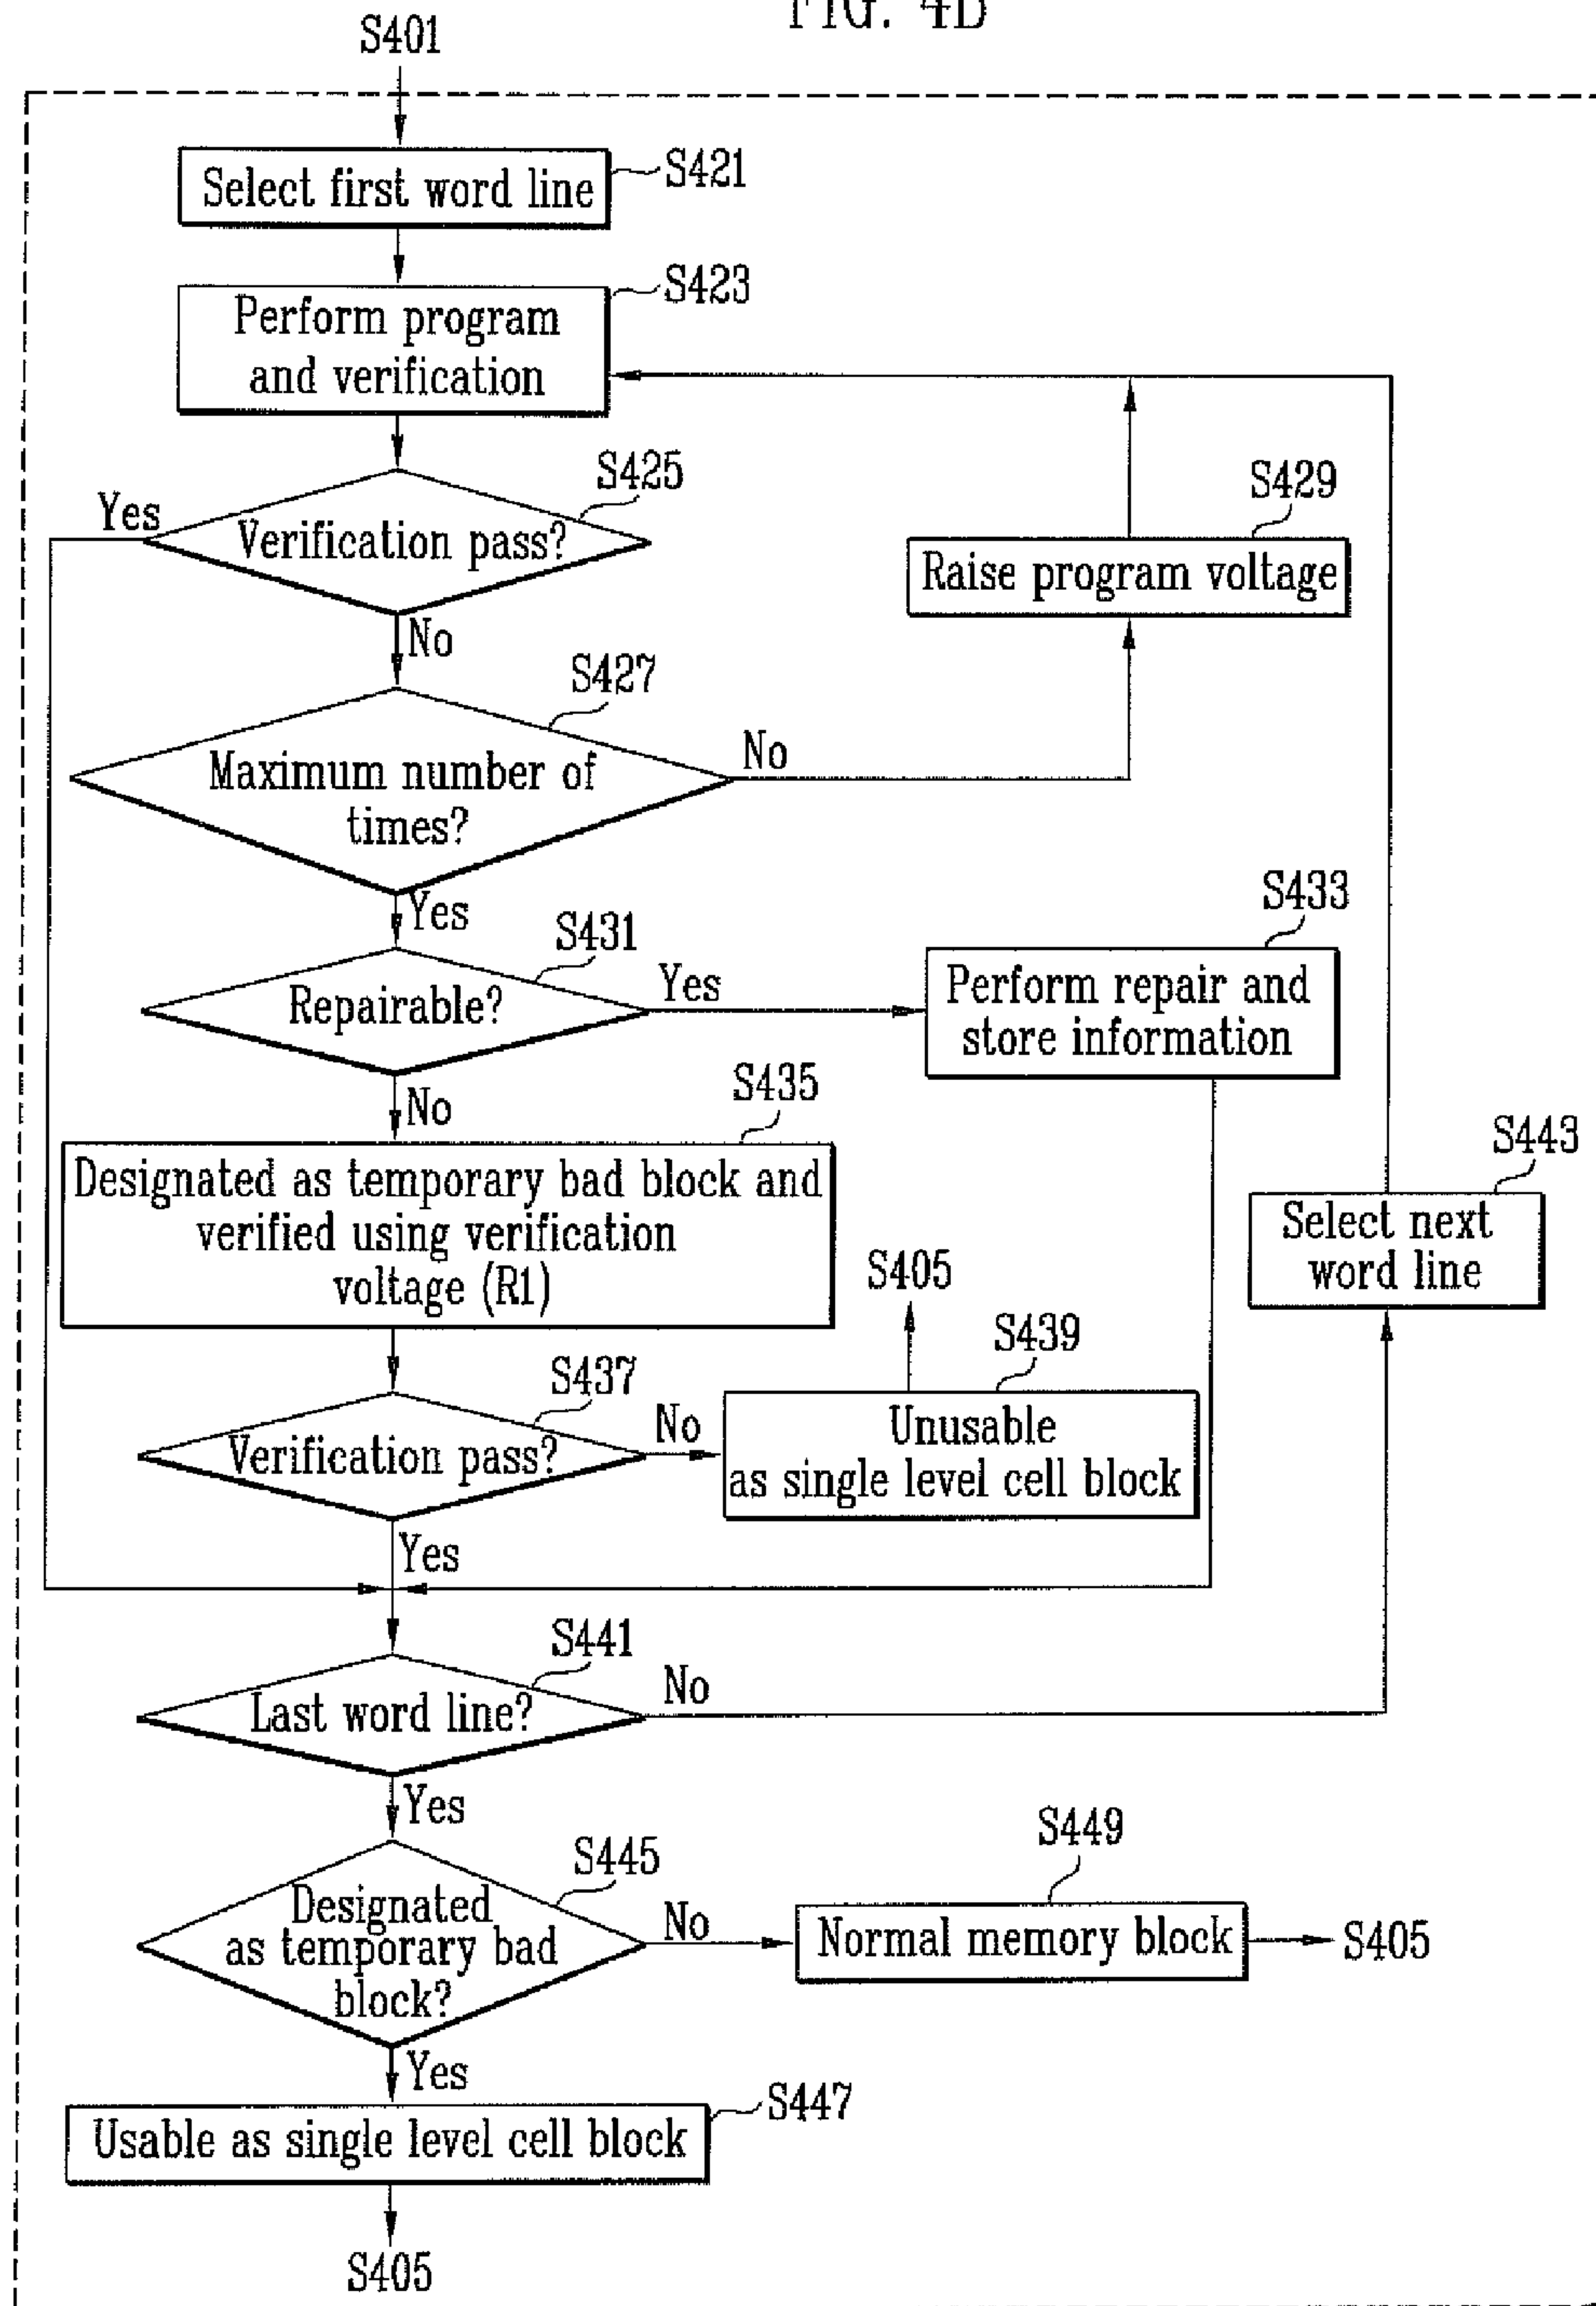 FIG. 4B
S401
Select first word line
S421
Perform program
and verification
S423
Verification pass?
S425
Yes
No
Raise program voltage
S429
Maximum number of
times?
S427
No
Yes
Repairable?
S431
Yes
No
Perform repair and
store information
S433
Designated as temporary bad block and
verified using verification
voltage (R1)
S435
Select next
word line
S443
S405
Verification pass?
S437
No
Yes
Unusable
as single level cell block
S439
Last word line?
S441
No
Yes
Designated
as temporary bad
block?
S445
No
Yes
Normal memory block
S449
S405
Usable as single level cell block
S447
S405